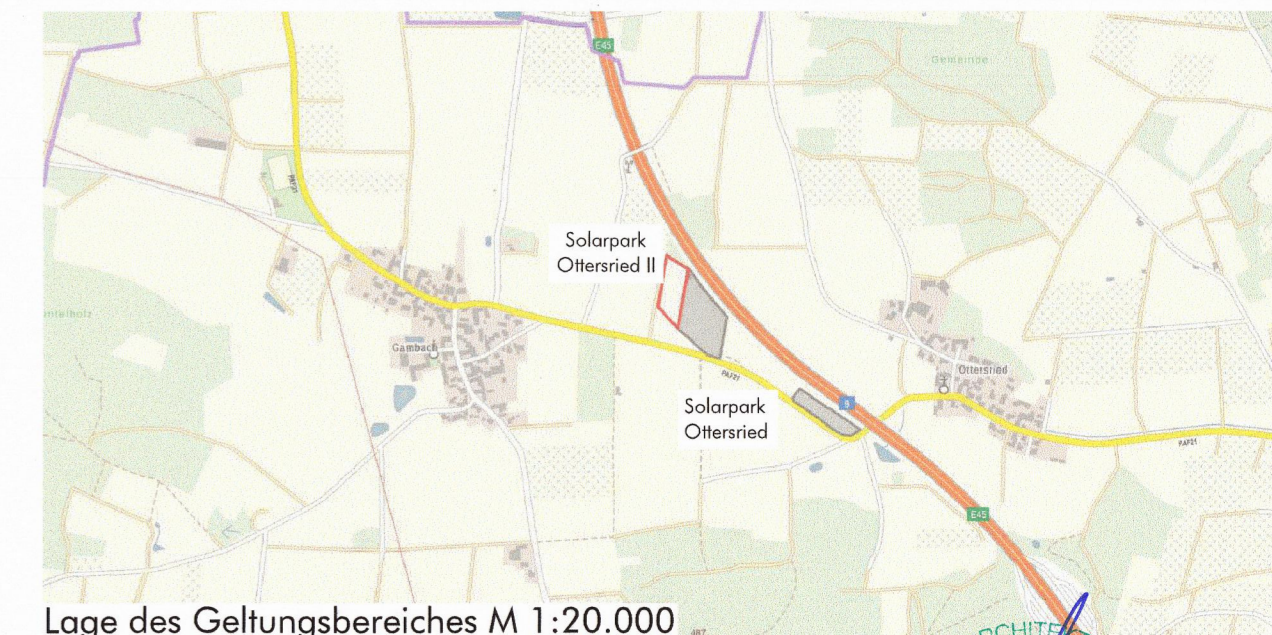 E45
Gemeinde
PAF21
Solarpark
Ottersried II
Gambach
PAF21
Ottersried
9
Solarpark
Ottersried
PAF21
E45
Lage des Geltungsbereiches M 1:20.000
487